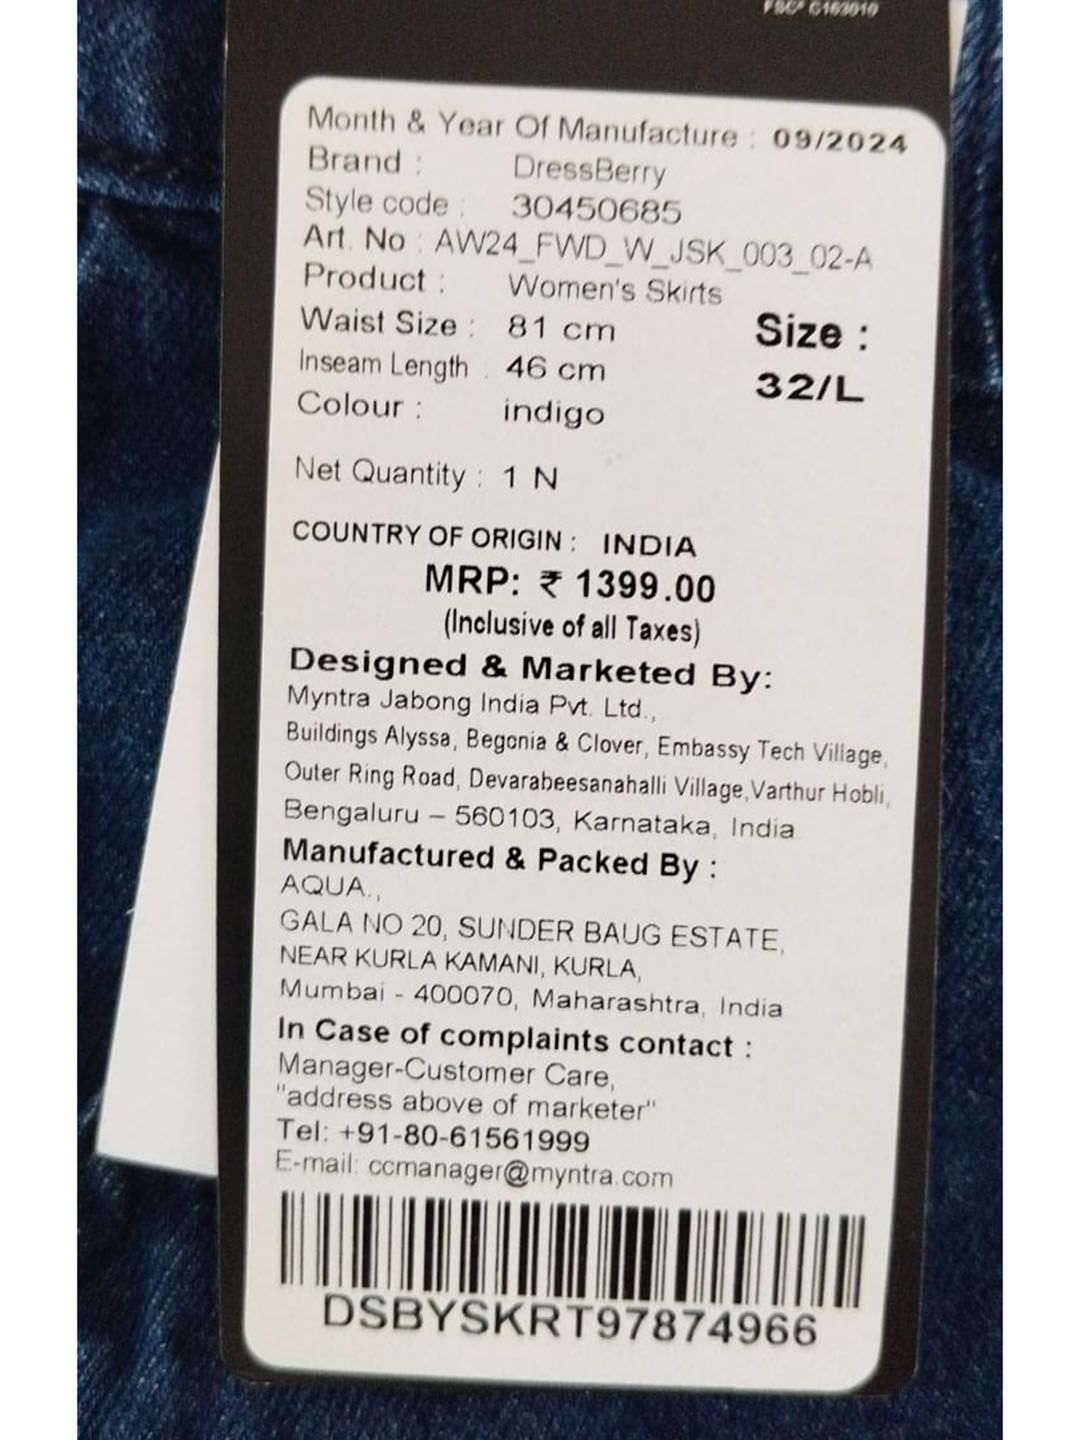 FSC® C163010
Month & Year Of Manufacture : 09/2024
Brand : DressBerry
Style code : 30450685
Art. No : AW24_FWD_W_JSK_003_02-A
Product : Women's Skirts
Waist Size : 81 cm
Size :
Inseam Length : 46 cm
32/L
Colour : indigo
Net Quantity : 1 N
COUNTRY OF ORIGIN : INDIA
MRP: ₹ 1399.00
(Inclusive of all Taxes)
Designed & Marketed By:
Myntra Jabong India Pvt. Ltd.,
Buildings Alyssa, Begonia & Clover, Embassy Tech Village,
Outer Ring Road, Devarabeesanahalli Village,Varthur Hobli,
Bengaluru – 560103, Karnataka, India
Manufactured & Packed By :
AQUA.,
GALA NO 20, SUNDER BAUG ESTATE,
NEAR KURLA KAMANI, KURLA,
Mumbai - 400070, Maharashtra, India
In Case of complaints contact :
Manager-Customer Care,
"address above of marketer"
Tel: +91-80-61561999
E-mail: ccmanager@myntra.com
DSBYSKRT97874966